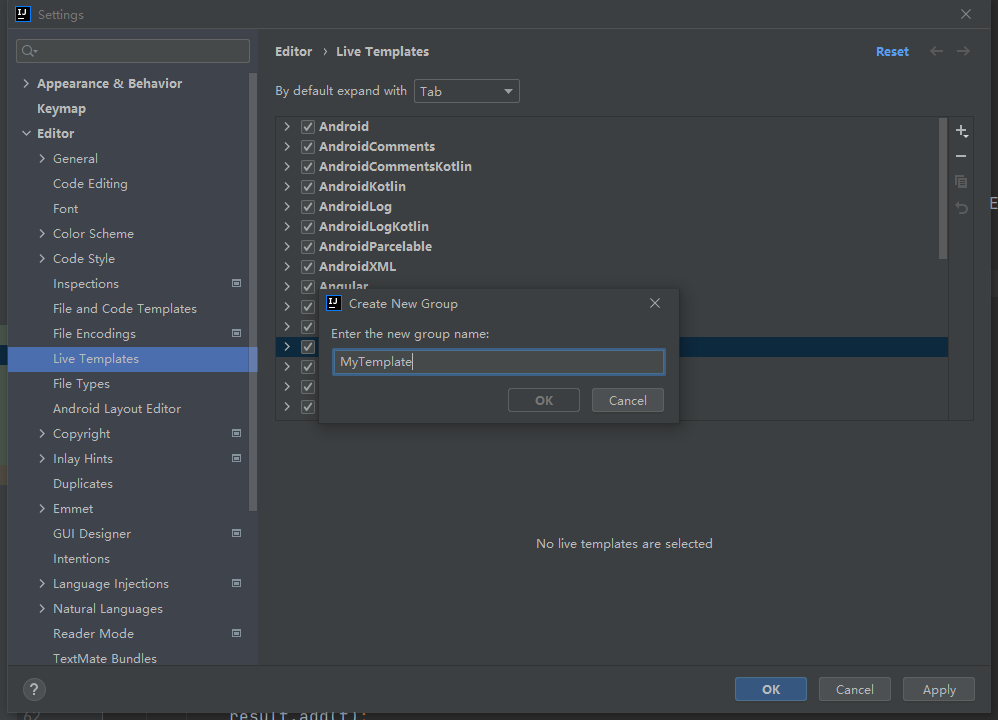 Settings
Editor › Live Templates
Reset
By default expand with Tab
Appearance & Behavior
Keymap
Editor
General
Code Editing
Font
Color Scheme
Code Style
Inspections
File and Code Templates
File Encodings
Live Templates
File Types
Android Layout Editor
Copyright
Inlay Hints
Duplicates
Emmet
GUI Designer
Intentions
Language Injections
Natural Languages
Reader Mode
TextMate Bundles
Android
AndroidComments
AndroidCommentsKotlin
AndroidKotlin
AndroidLog
AndroidLogKotlin
AndroidParcelable
AndroidXML
Angular
Create New Group
Enter the new group name:
MyTemplate
OK
Cancel
No live templates are selected
?
OK
Cancel
Apply
62
result.add(f);
E